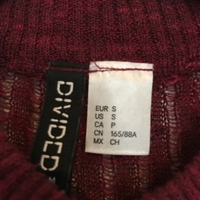 DIVIDED
EUR S
US S
CA P
CN 165/88A
MX CH